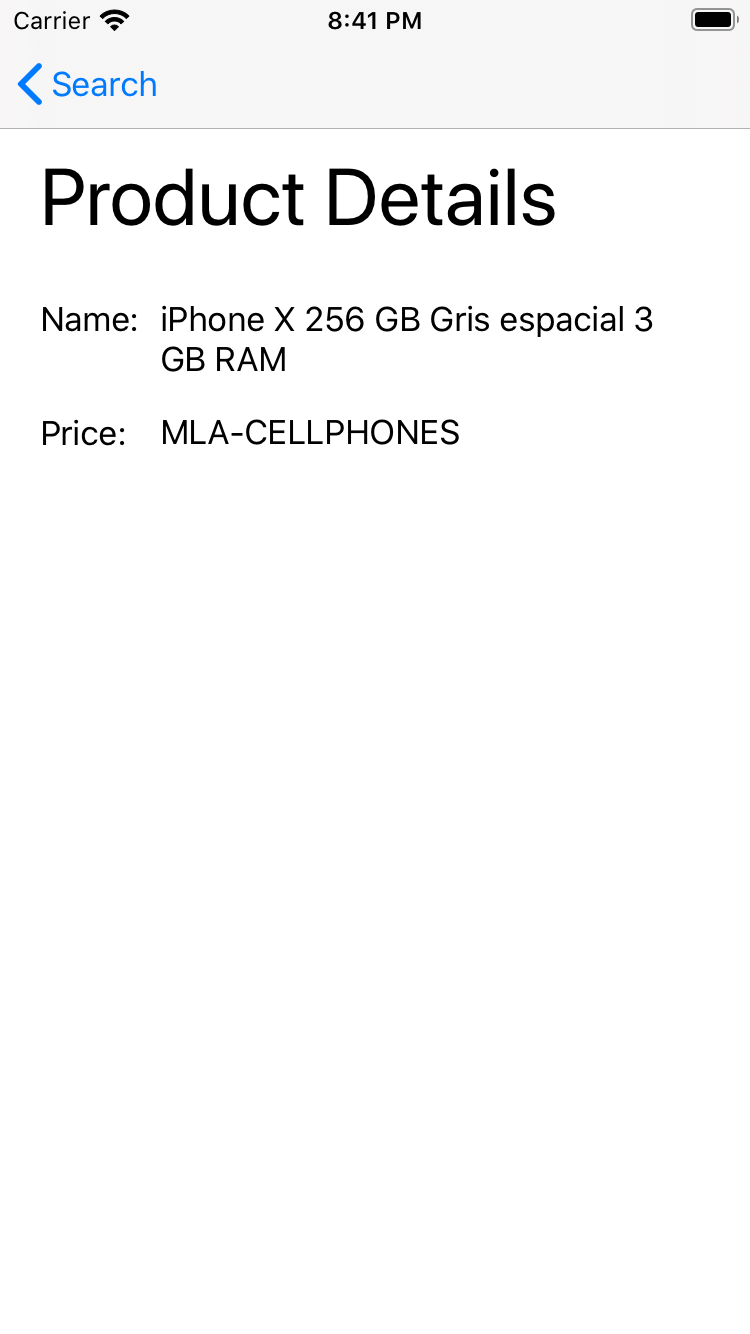 Carrier 8:41 PM
Search
Product Details
Name: iPhone X 256 GB Gris espacial 3
GB RAM
Price: MLA-CELLPHONES